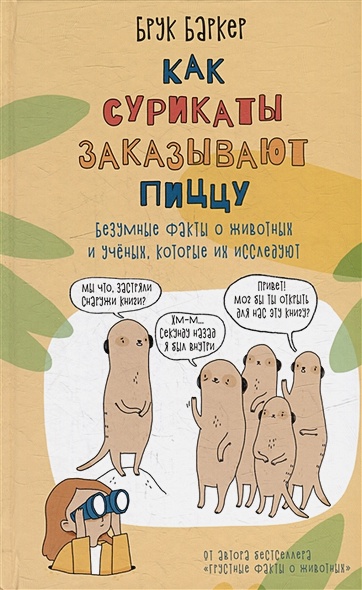 Брук Баркер
Как
сурикаты
заказывают
пиццу
Безумные факты о животных
и учёных, которые их исследуют
Мы что, застряли
снаружи книги?
Хм-м...
Секунду назад
я был внутри
Привет!
Мог бы ты открыть
для нас эту книгу?
От автора бестселлера
«Грустные факты о животных»